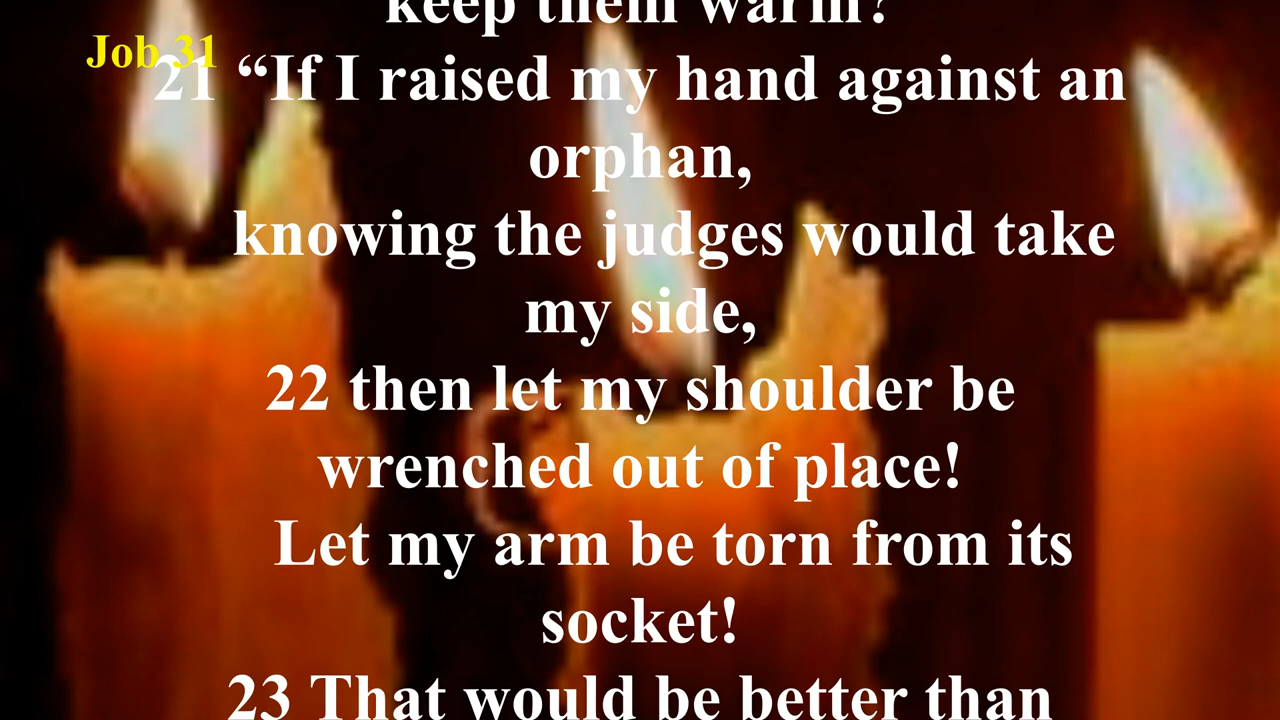 keep them warm?
Job 31
21 “If I raised my hand against an
orphan,
knowing the judges would take
my side,
22 then let my shoulder be
wrenched out of place!
Let my arm be torn from its
socket!
23 That would be better than